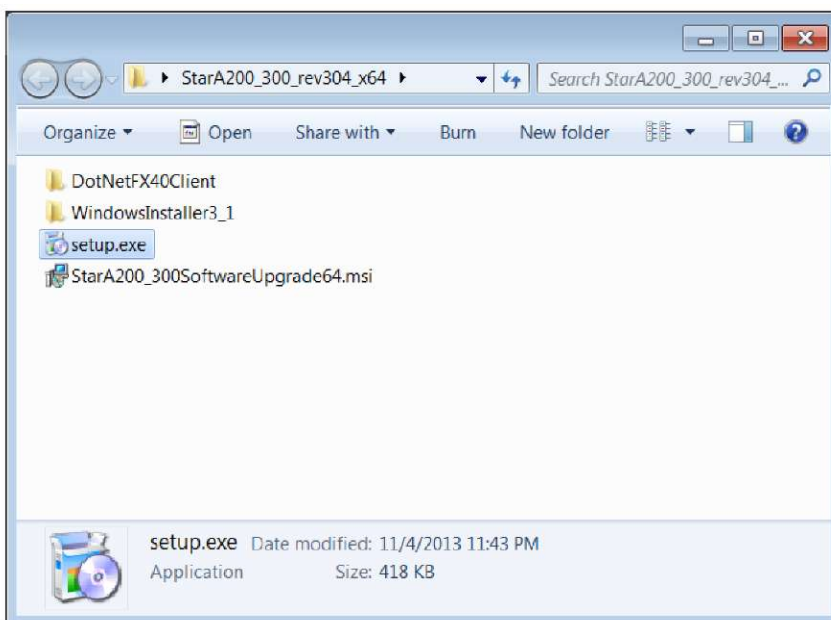 StarA200_300_rev304_x64
Search StarA200_300_rev304_...
Organize Open Share with Burn New folder
DotNetFX40Client
WindowsInstaller3_1
setup.exe
StarA200_300SoftwareUpgrade64.msi
setup.exe Date modified: 11/4/2013 11:43 PM
Application Size: 418 KB